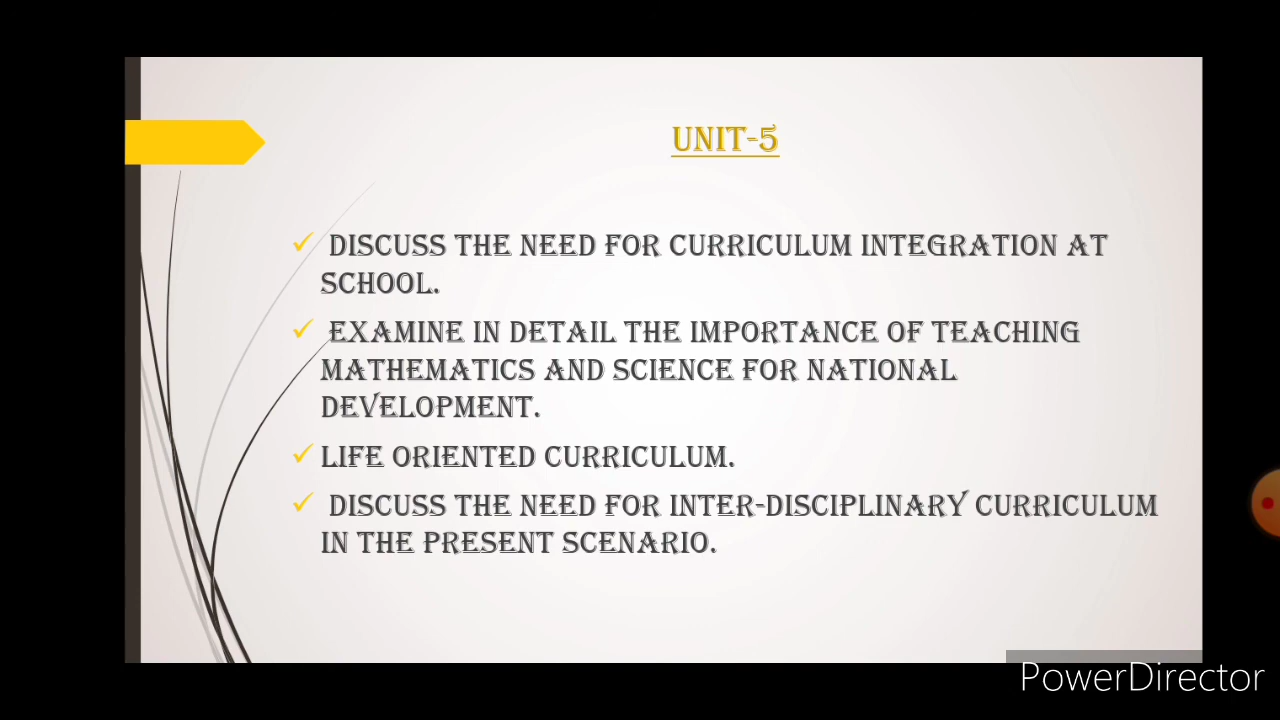 UNIT-5
✓ DISCUSS THE NEED FOR CURRICULUM INTEGRATION AT
SCHOOL.
✓ EXAMINE IN DETAIL THE IMPORTANCE OF TEACHING
MATHEMATICS AND SCIENCE FOR NATIONAL
DEVELOPMENT.
✓ LIFE ORIENTED CURRICULUM.
✓ DISCUSS THE NEED FOR INTER-DISCIPLINARY CURRICULUM
IN THE PRESENT SCENARIO.
PowerDirector